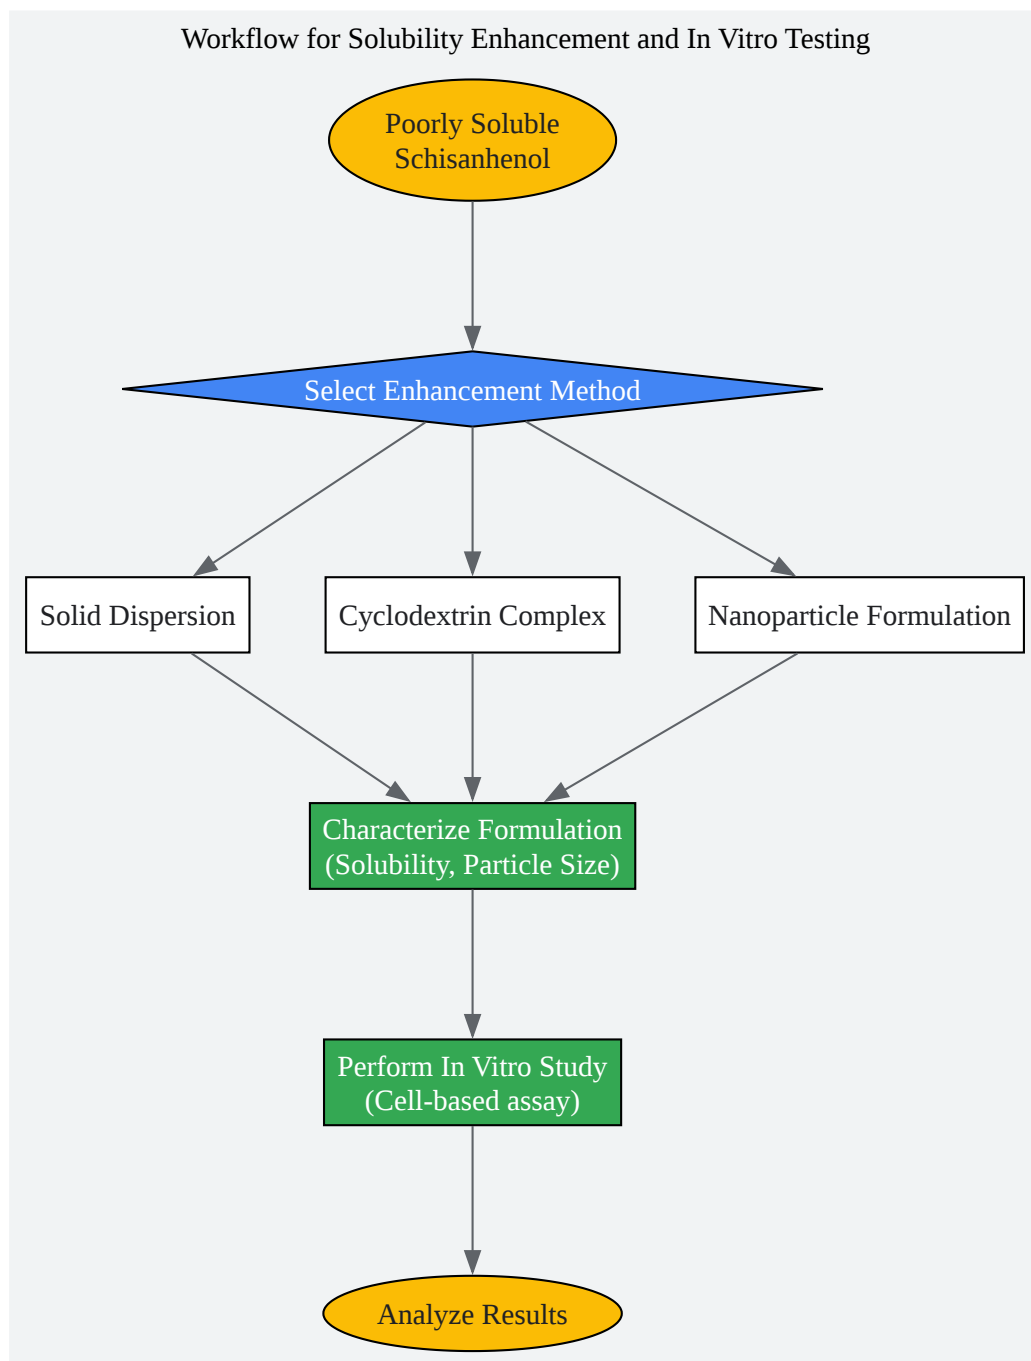 Workflow for Solubility Enhancement and In Vitro Testing
Poorly Soluble
Schisanhenol
Select Enhancement Method
Solid Dispersion
Cyclodextrin Complex
Nanoparticle Formulation
Characterize Formulation
(Solubility, Particle Size)
Perform In Vitro Study
(Cell-based assay)
Analyze Results